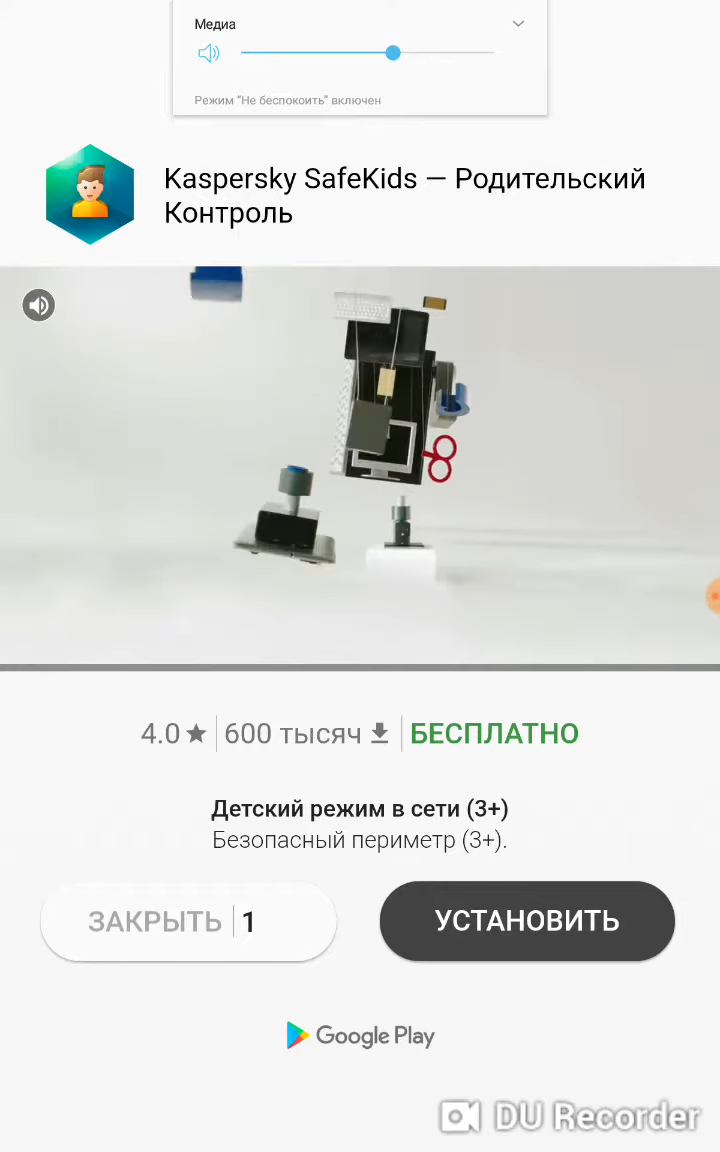 Медиа
Режим "Не беспокоить" включен
Kaspersky SafeKids — Родительский
Контроль
4.0 600 тысяч БЕСПЛАТНО
Детский режим в сети (3+)
Безопасный периметр (3+).
ЗАКРЫТЬ 1
УСТАНОВИТЬ
Google Play
DU Recorder